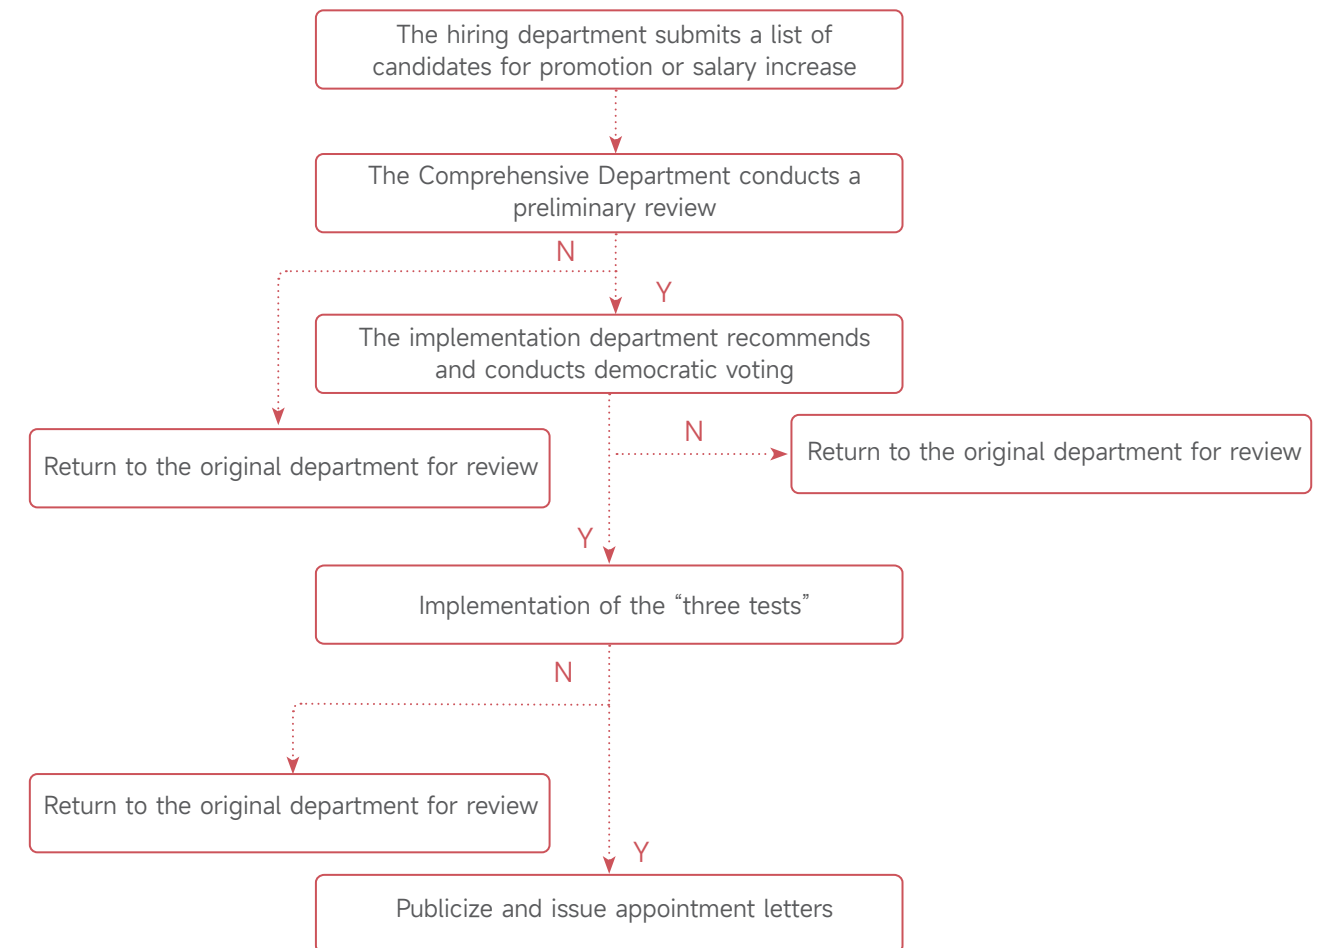 The hiring department submits a list of
candidates for promotion or salary increase
The Comprehensive Department conducts a
preliminary review
N
Y
The implementation department recommends
and conducts democratic voting
N
Return to the original department for review
Return to the original department for review
Y
Implementation of the “three tests”
N
Return to the original department for review
Y
Publicize and issue appointment letters